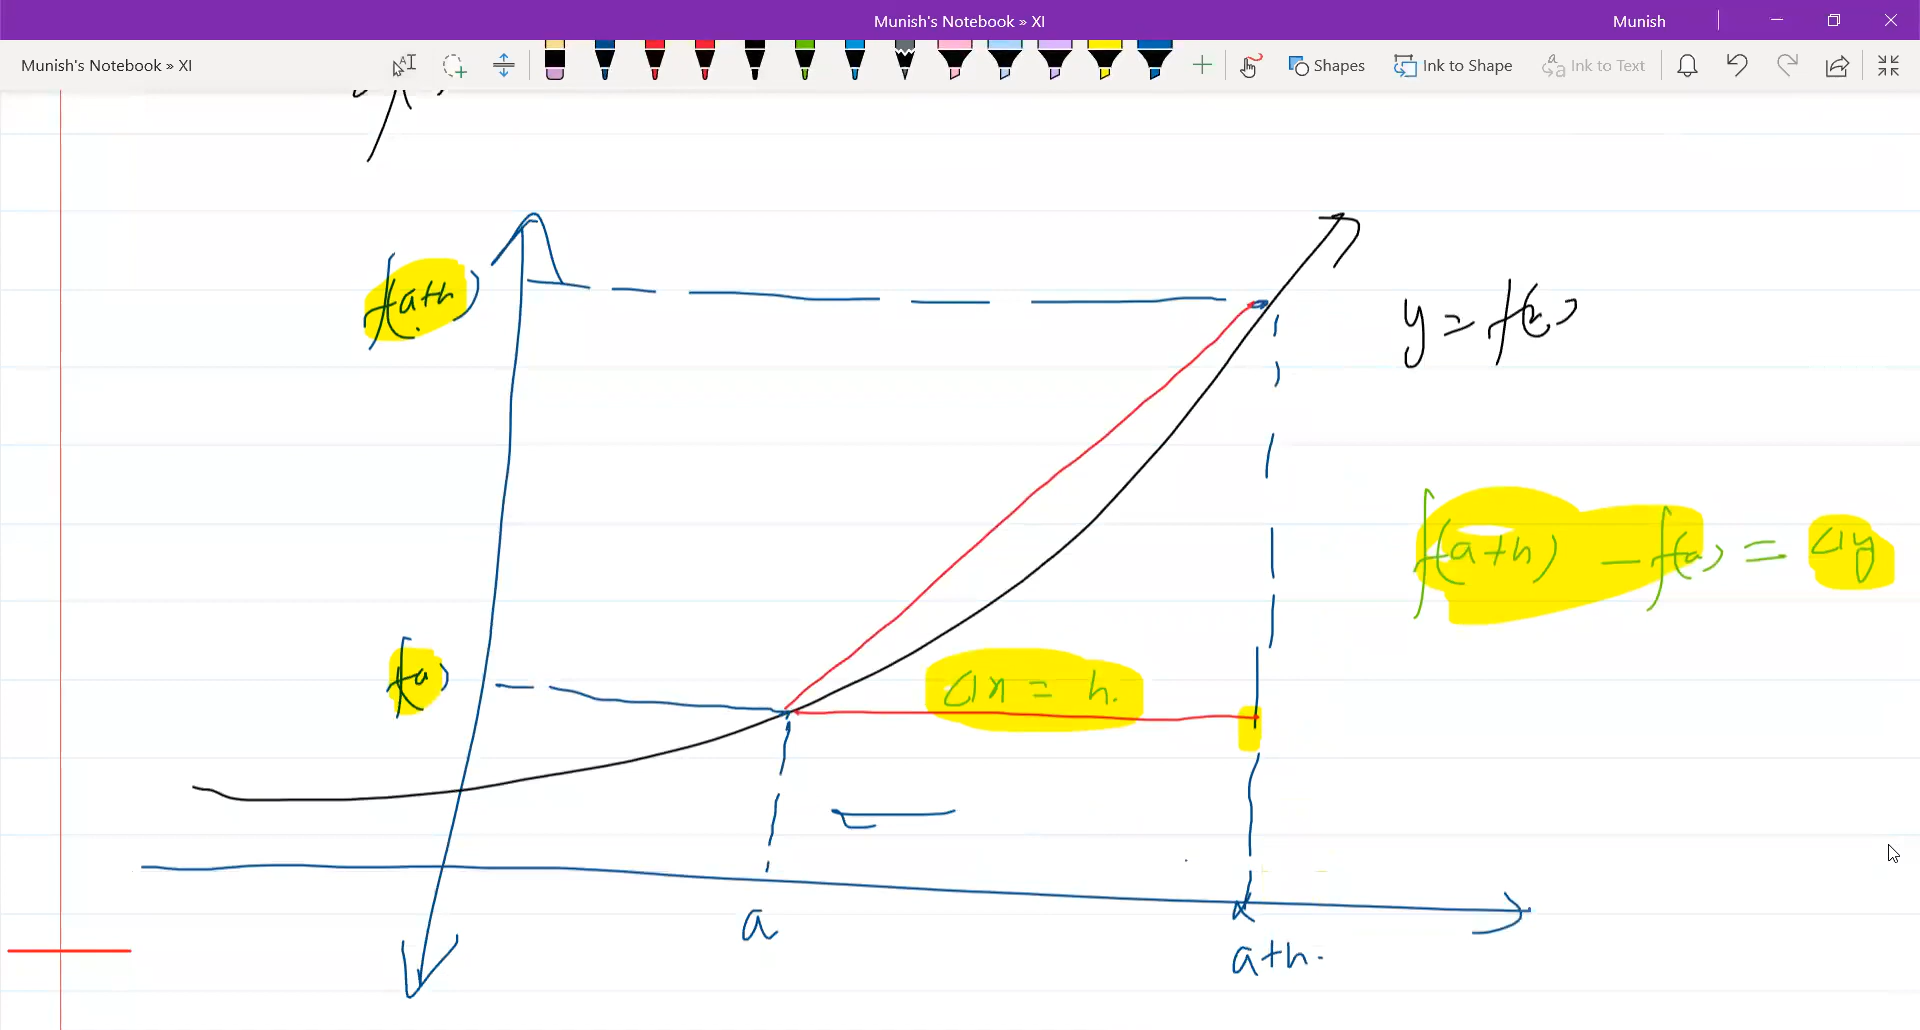 Munish's Notebook » XI
Munish
Munish's Notebook » XI
Shapes
Ink to Shape
Ink to Text
f(a+h)
y = f(x)
f(a+h) - f(a) = Δy
f(a)
Δx = h.
a
a+h.